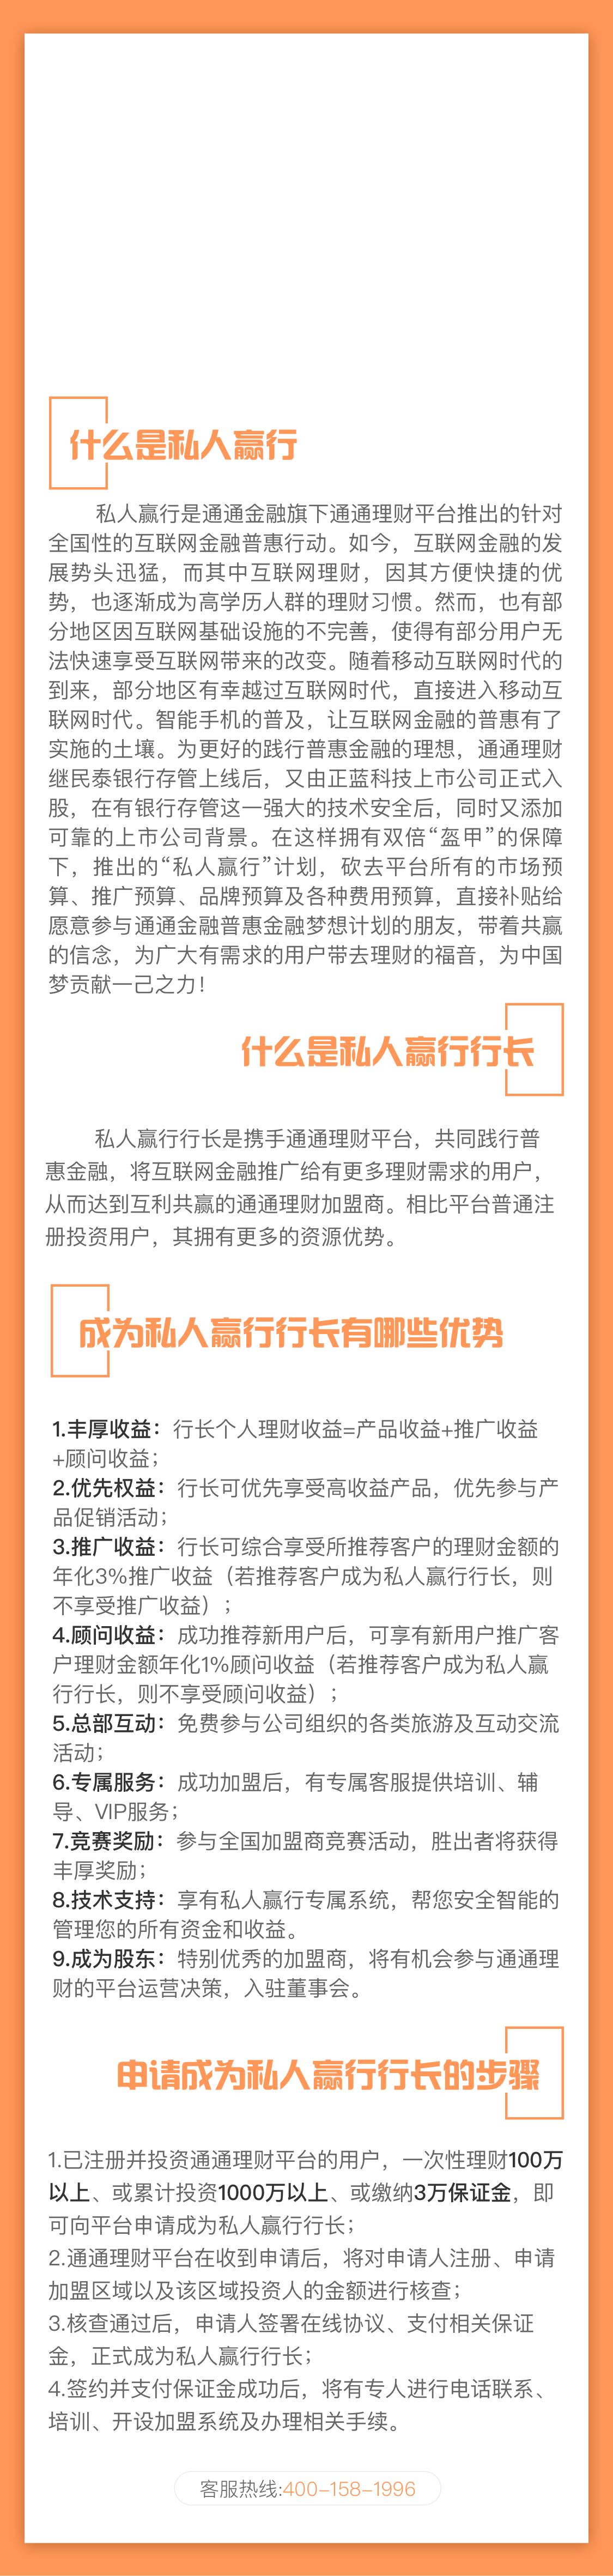 什么是私人赢行
私人赢行是通通金融旗下通通理财平台推出的针对
全国性的互联网金融普惠行动。如今，互联网金融的发
展势头迅猛，而其中互联网理财，因其方便快捷的优
势，也逐渐成为高学历人群的理财习惯。然而，也有部
分地区因互联网基础设施的不完善，使得有部分用户无
法快速享受互联网带来的改变。随着移动互联网时代的
到来，部分地区有幸越过互联网时代，直接进入移动互
联网时代。智能手机的普及，让互联网金融的普惠有了
实施的土壤。为更好的践行普惠金融的理想，通通理财
继民泰银行存管上线后，又由正蓝科技上市公司正式入
股，在有银行存管这一强大的技术安全后，同时又添加
可靠的上市公司背景。在这样拥有双倍“盔甲”的保障
下，推出的“私人赢行”计划，砍去平台所有的市场预
算、推广预算、品牌预算及各种费用预算，直接补贴给
愿意参与通通金融普惠金融梦想计划的朋友，带着共赢
的信念，为广大有需求的用户带去理财的福音，为中国
梦贡献一己之力！
什么是私人赢行行长
私人赢行行长是携手通通理财平台，共同践行普
惠金融，将互联网金融推广给有更多理财需求的用户，
从而达到互利共赢的通通理财加盟商。相比平台普通注
册投资用户，其拥有更多的资源优势。
成为私人赢行行长有哪些优势
1.丰厚收益：行长个人理财收益=产品收益+推广收益
+顾问收益；
2.优先权益：行长可优先享受高收益产品，优先参与产
品促销活动；
3.推广收益：行长可综合享受所推荐客户的理财金额的
年化3%推广收益（若推荐客户成为私人赢行行长，则
不享受推广收益）；
4.顾问收益：成功推荐新用户后，可享有新用户推广客
户理财金额年化1%顾问收益（若推荐客户成为私人赢
行行长，则不享受顾问收益）；
5.总部互动：免费参与公司组织的各类旅游及互动交流
活动；
6.专属服务：成功加盟后，有专属客服提供培训、辅
导、VIP服务；
7.竞赛奖励：参与全国加盟商竞赛活动，胜出者将获得
丰厚奖励；
8.技术支持：享有私人赢行专属系统，帮您安全智能的
管理您的所有资金和收益。
9.成为股东：特别优秀的加盟商，将有机会参与通通理
财的平台运营决策，入驻董事会。
申请成为私人赢行行长的步骤
1.已注册并投资通通理财平台的用户，一次性理财100万
以上、或累计投资1000万以上、或缴纳3万保证金，即
可向平台申请成为私人赢行行长；
2.通通理财平台在收到申请后，将对申请人注册、申请
加盟区域以及该区域投资人的金额进行核查；
3.核查通过后，申请人签署在线协议、支付相关保证
金，正式成为私人赢行行长；
4.签约并支付保证金成功后，将有专人进行电话联系、
培训、开设加盟系统及办理相关手续。
客服热线:400-158-1996